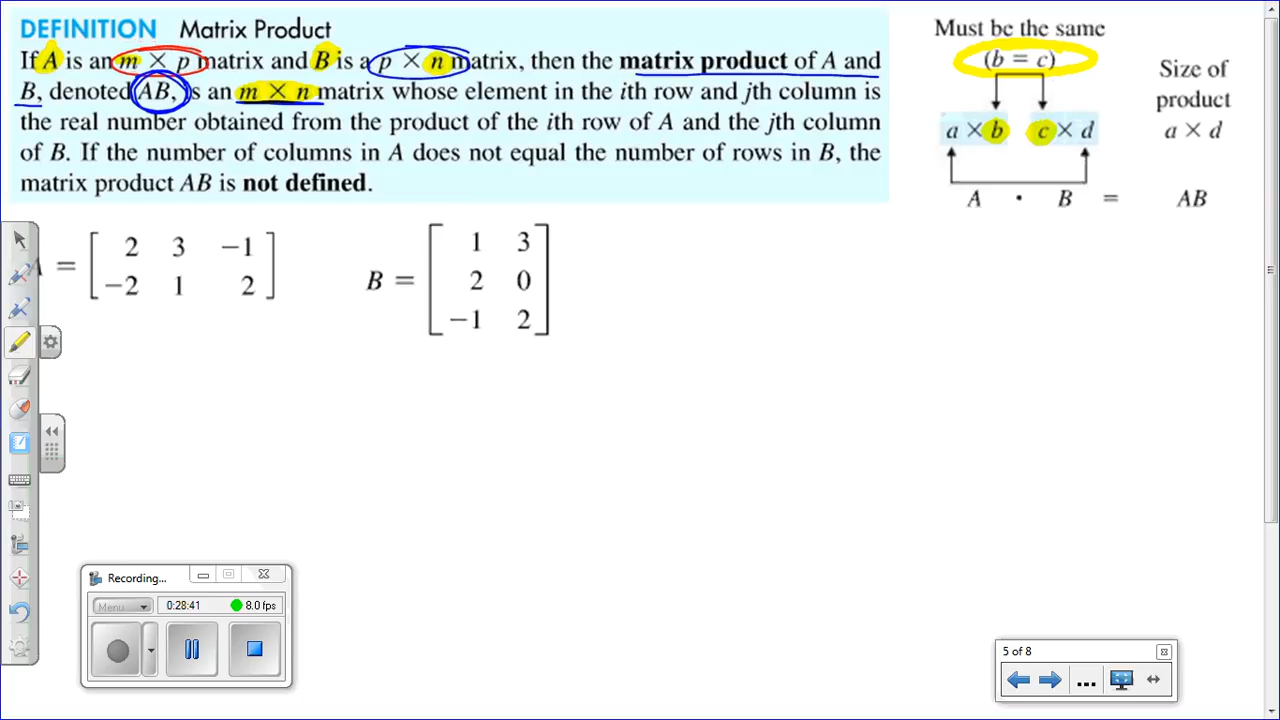 DEFINITION Matrix Product
If A is an m × p matrix and B is a p × n matrix, then the matrix product of A and
B, denoted AB, is an m × n matrix whose element in the ith row and jth column is
the real number obtained from the product of the ith row of A and the jth column
of B. If the number of columns in A does not equal the number of rows in B, the
matrix product AB is not defined.
Must be the same
(b = c)
Size of
product
a × b c × d a × d
A · B = AB
A = [ 2 3 −1
−2 1 2 ]
B = [ 1 3
2 0
−1 2 ]
Recording...
Menu 0:28:41 8.0 fps
5 of 8